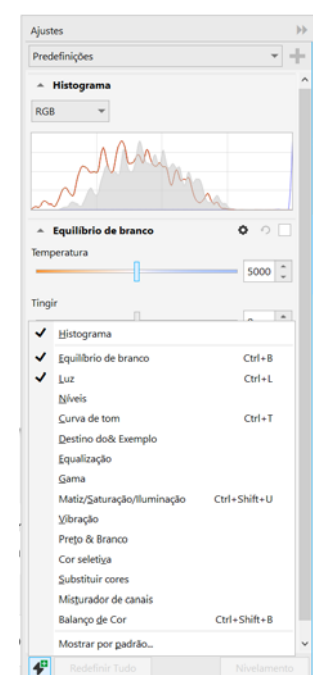 Ajustes
Predefinições
Histograma
RGB
Equilíbrio de branco
Temperatura
5000
Tingir
Histograma
Equilíbrio de branco Ctrl+B
Luz Ctrl+L
Níveis
Curva de tom Ctrl+T
Destino do& Exemplo
Equalização
Gama
Matiz/Saturação/Iluminação Ctrl+Shift+U
Vibração
Preto & Branco
Cor seletiva
Substituir cores
Misturador de canais
Balanço de Cor Ctrl+Shift+B
Mostrar por padrão...
Redefinir Tudo Nivelamento